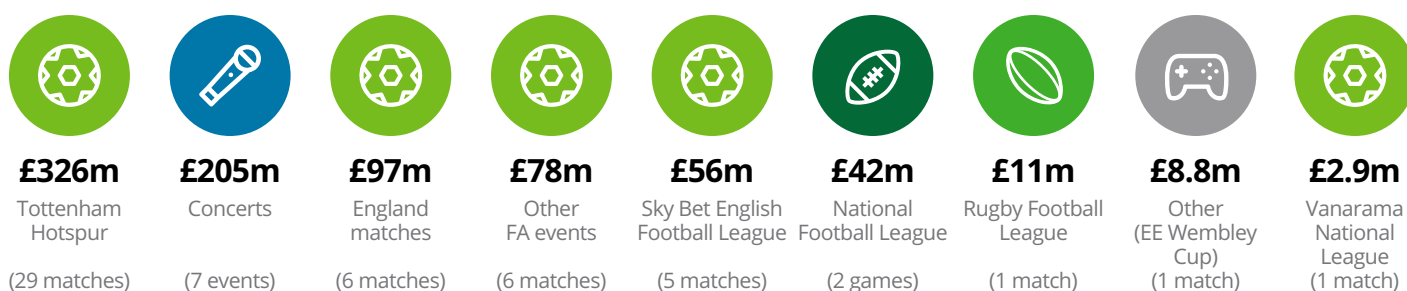 £326m
Tottenham
Hotspur
(29 matches)
£205m
Concerts
(7 events)
£97m
England
matches
(6 matches)
£78m
Other
FA events
(6 matches)
£56m
Sky Bet English
Football League
(5 matches)
£42m
National
Football League
(2 games)
£11m
Rugby Football
League
(1 match)
£8.8m
Other
(EE Wembley
Cup)
(1 match)
£2.9m
Vanarama
National
League
(1 match)